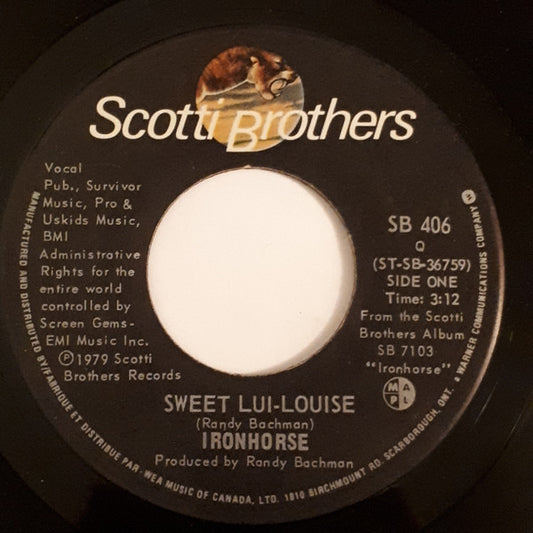 Scotti Brothers
Vocal
Pub., Survivor
Music, Pro &
Uskids Music,
BMI
Administrative
Rights for the
entire world
controlled by
Screen Gems-
EMI Music Inc.
Ⓟ1979 Scotti
Brothers Records
SB 406
Q
(ST-SB-36759)
SIDE ONE
Time: 3:12
From the Scotti
Brothers Album
SB 7103
"Ironhorse"
M A P L
SWEET LUI-LOUISE
(Randy Bachman)
IRONHORSE
Produced by Randy Bachman
MANUFACTURED AND DISTRIBUTED BY/FABRIQUE ET DISTRIBUE PAR-WEA MUSIC OF CANADA, LTD. 1810 BIRCHMOUNT RD. SCARBOROUGH, ONT. A WARNER COMMUNICATIONS COMPANY